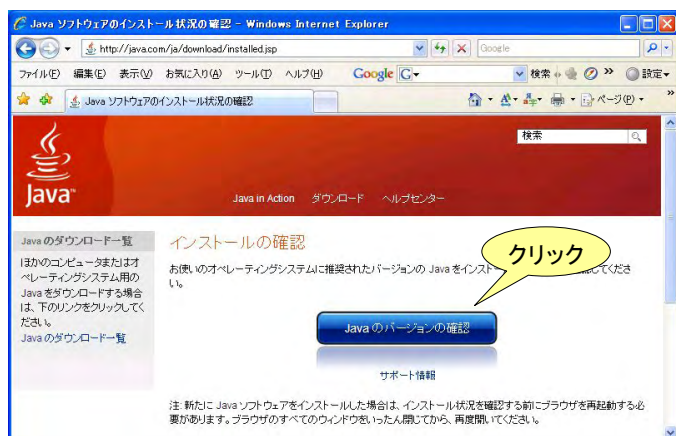 Java ソフトウェアのインストール状況の確認 - Windows Internet Explorer
http://java.com/ja/download/installed.jsp
Google
ファイル(F) 編集(E) 表示(V) お気に入り(A) ツール(T) ヘルプ(H) Google G 検索 設定
Java ソフトウェアのインストール状況の確認 ページ(P)
検索
Java
Java in Action ダウンロード ヘルプセンター
Java のダウンロード一覧
ほかのコンピュータまたはオ
ペレーティングシステム用の
Java をダウンロードする場合
は、下のリンクをクリックしてく
ださい。
Java のダウンロード一覧
インストールの確認
クリック
お使いのオペレーティングシステムに推奨されたバージョンの Java をインスト 認してくださ
い。
Java のバージョンの確認
サポート情報
注: 新たに Java ソフトウェアをインストールした場合は、インストール状況を確認する前にブラウザを再起動する必
要があります。ブラウザのすべてのウィンドウをいったん閉じてから、再度開いてください。